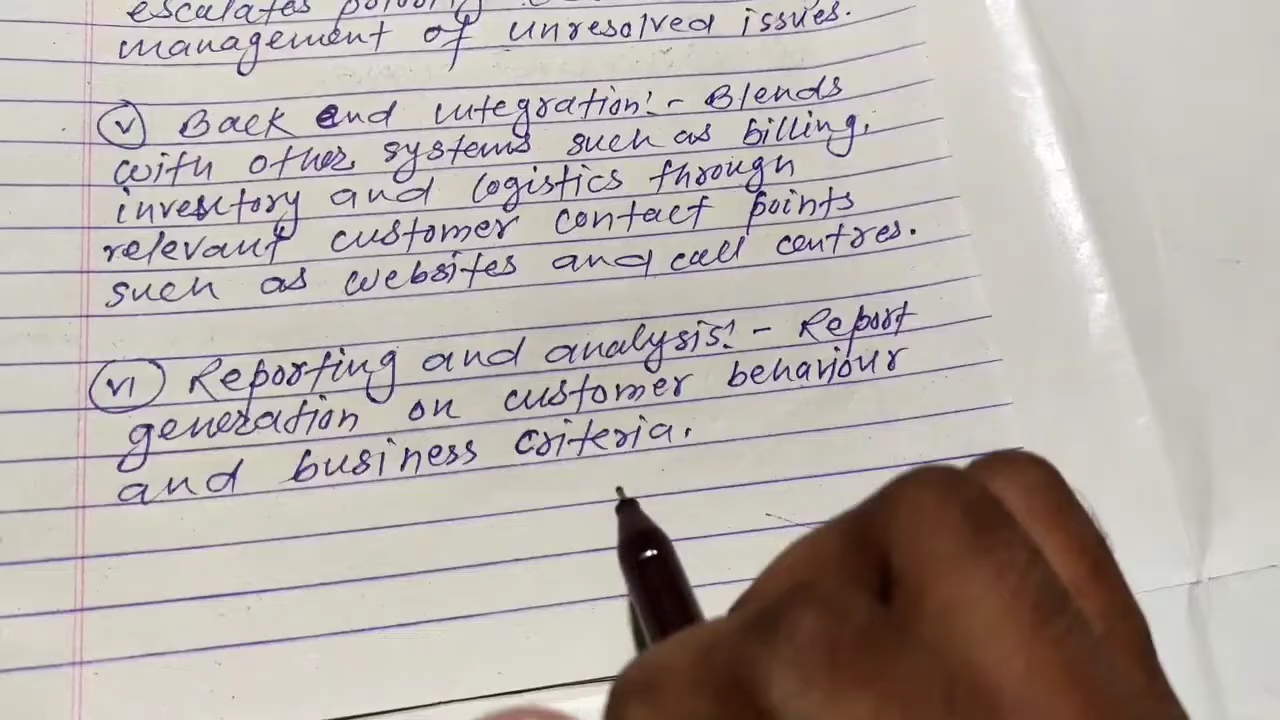 escalates
management of unresolved issues.
(v) Back end integration:- Blends
with other systems such as billing,
inventory and logistics through
relevant customer contact points
such as websites and call centres.
(vi) Reporting and analysis:- Report
generation on customer behaviour
and business criteria.